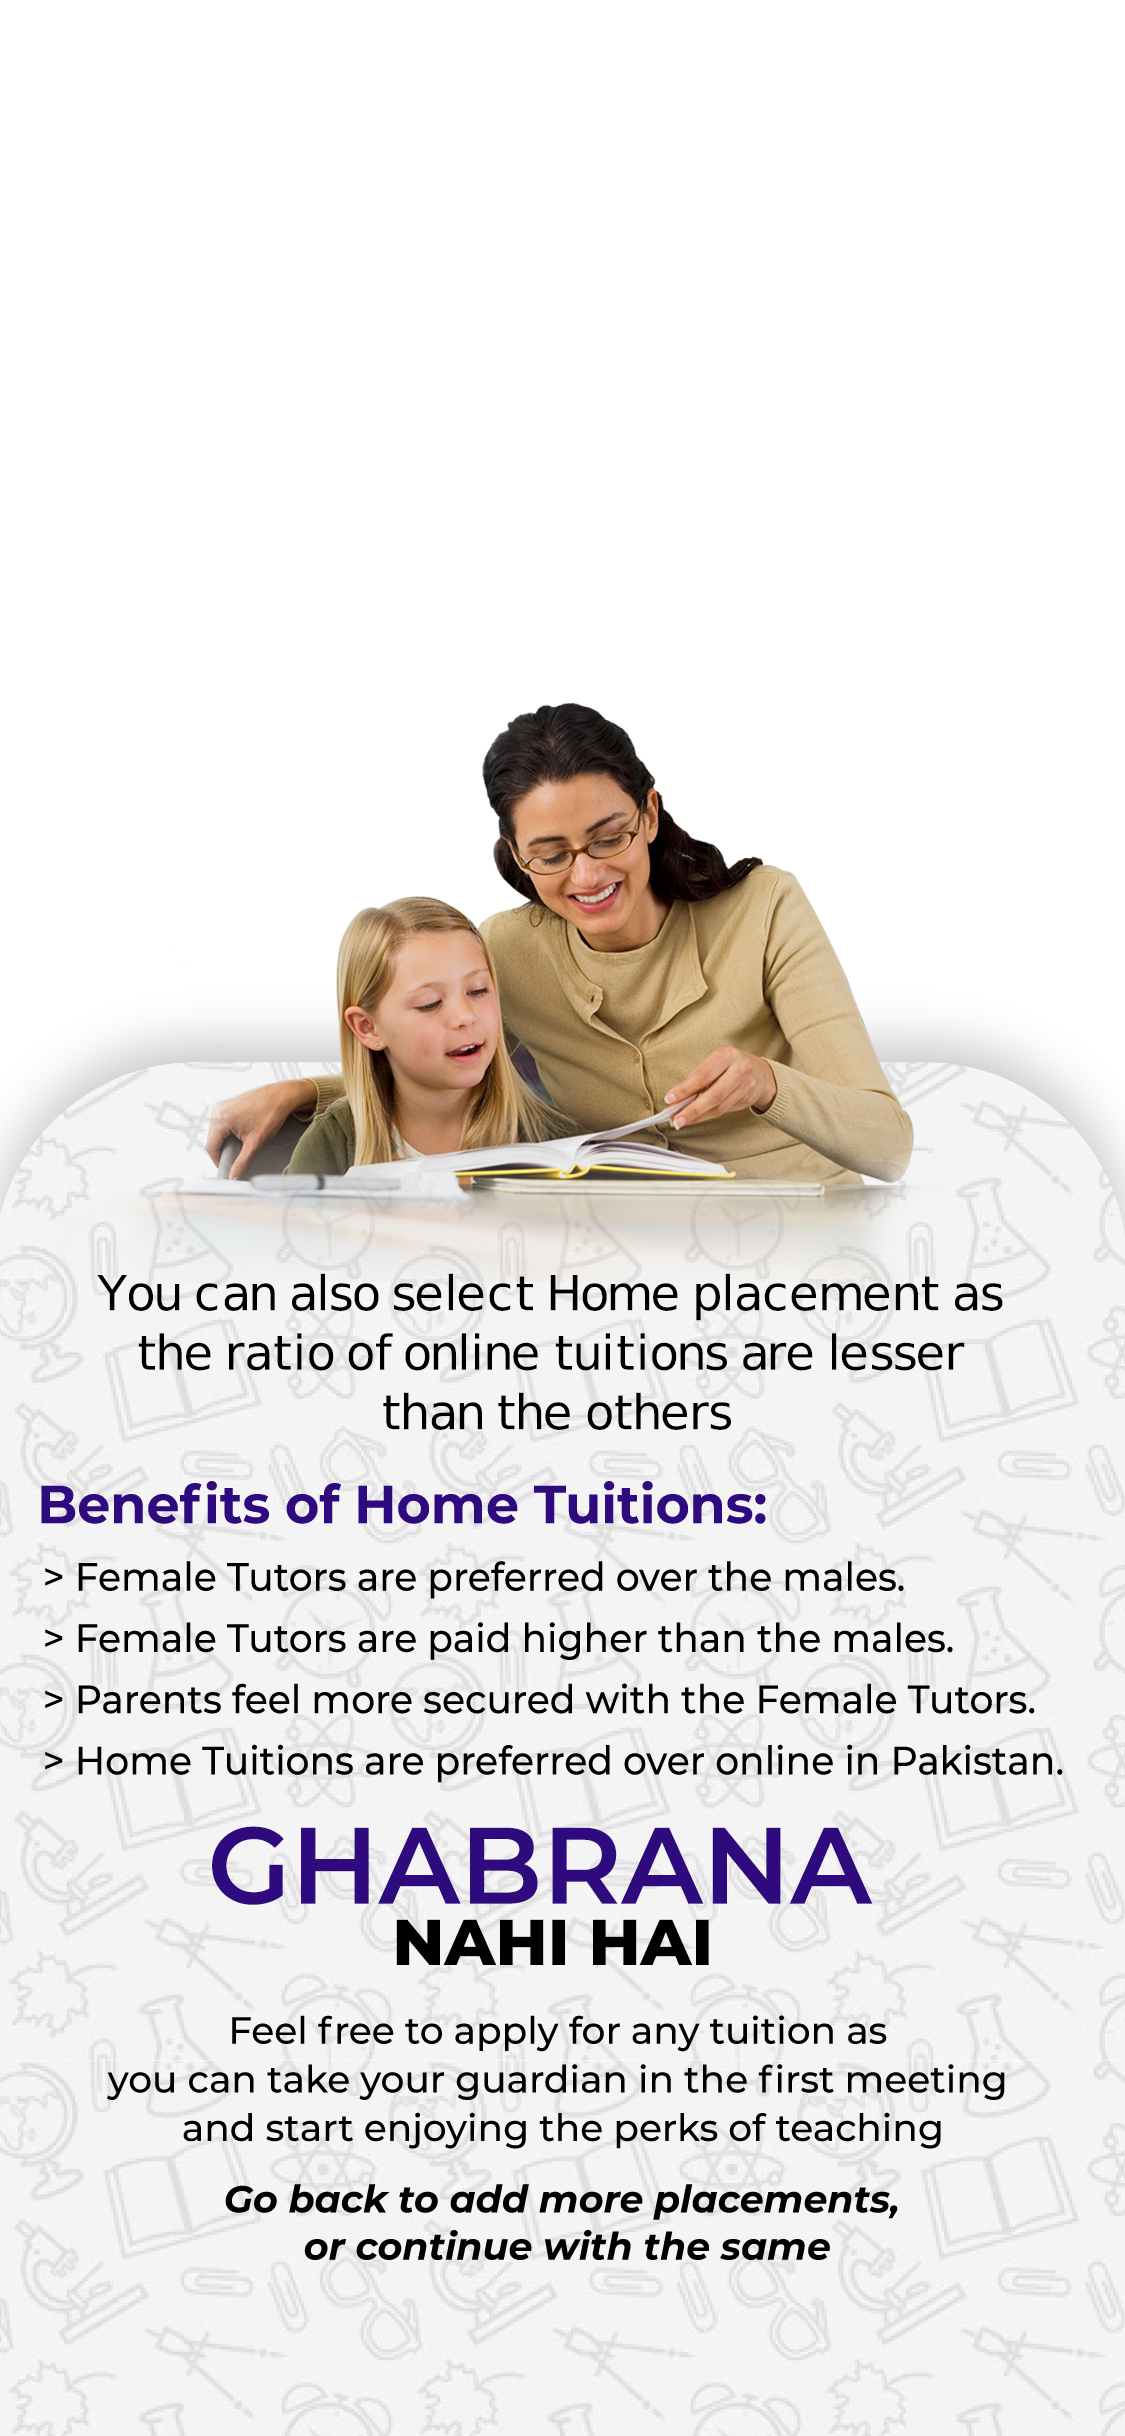 You can also select Home placement as
the ratio of online tuitions are lesser
than the others
Benefits of Home Tuitions:
> Female Tutors are preferred over the males.
> Female Tutors are paid higher than the males.
> Parents feel more secured with the Female Tutors.
> Home Tuitions are preferred over online in Pakistan.
GHABRANA
NAHI HAI
Feel free to apply for any tuition as
you can take your guardian in the first meeting
and start enjoying the perks of teaching
Go back to add more placements,
or continue with the same